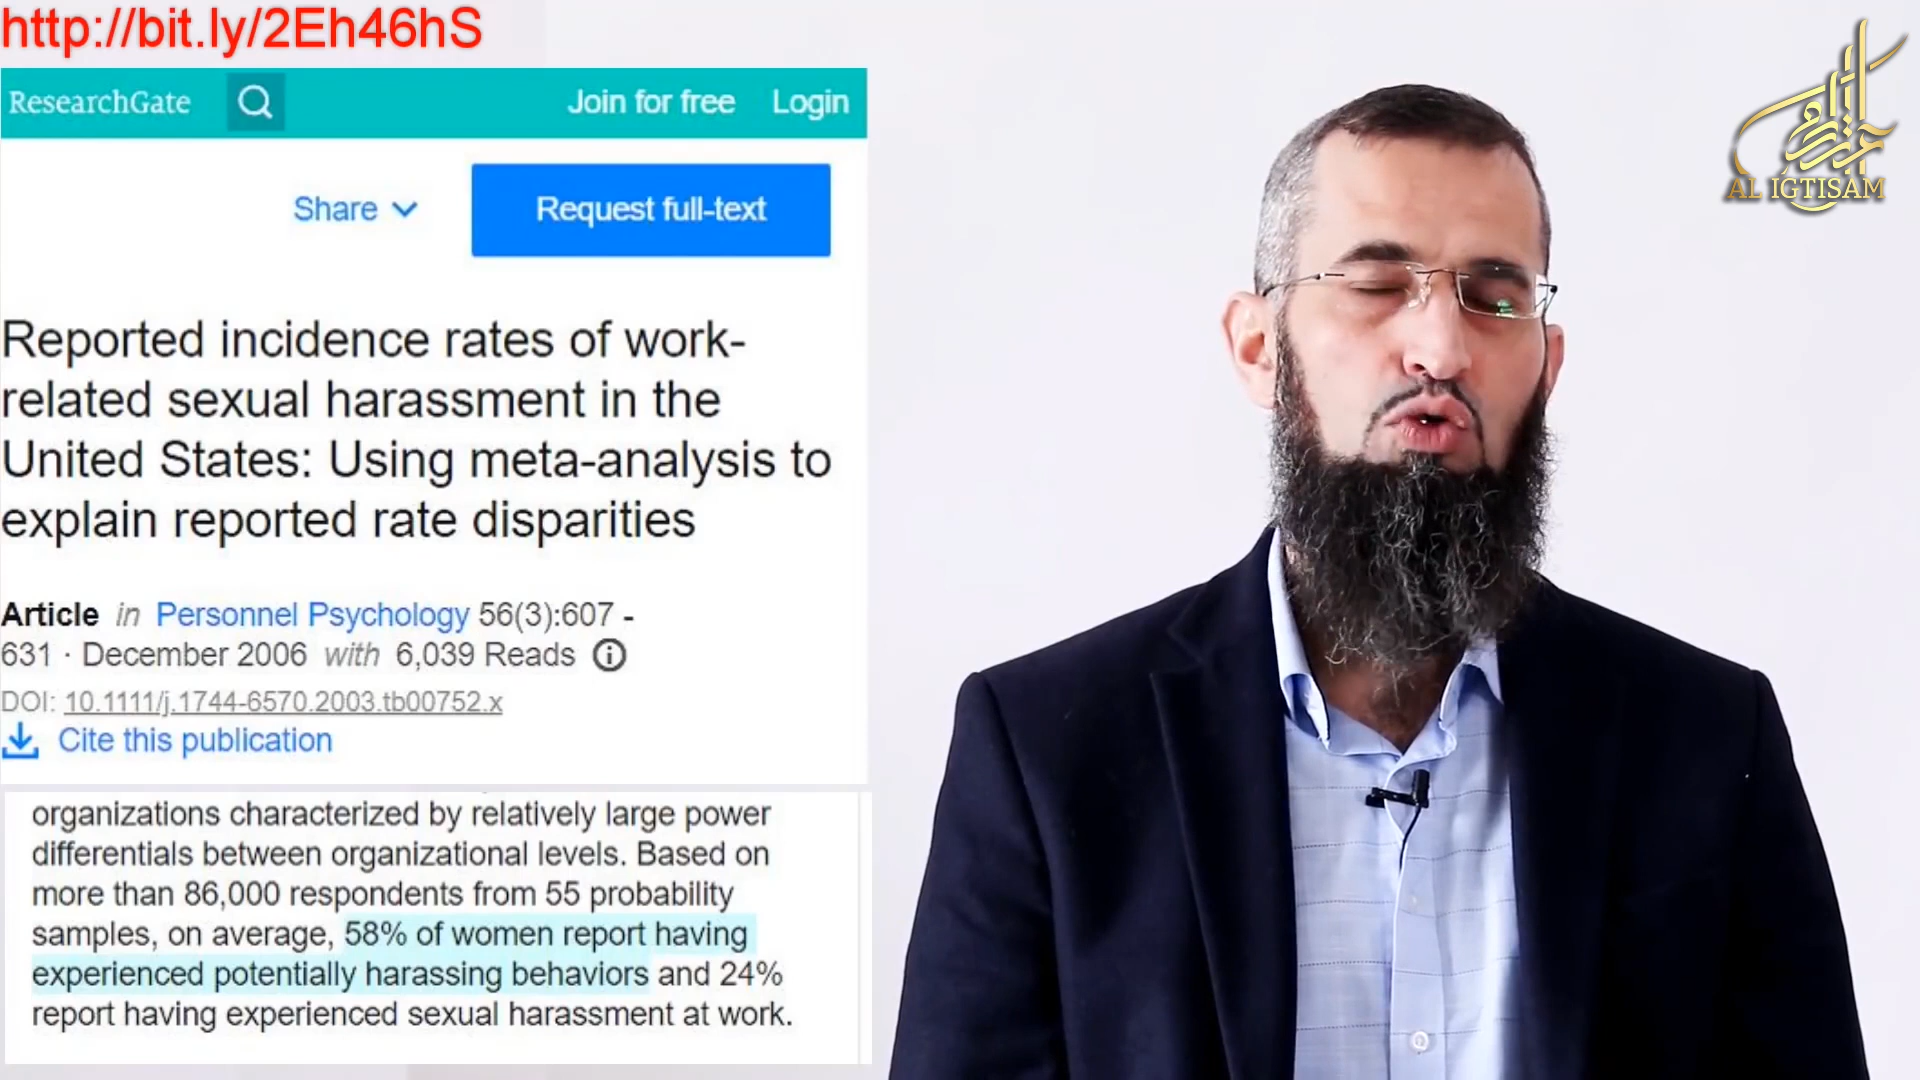 http://bit.ly/2Eh46hS
ResearchGate
Join for free
Login
Share
Request full-text
Reported incidence rates of work-
related sexual harassment in the
United States: Using meta-analysis to
explain reported rate disparities
Article in Personnel Psychology 56(3):607 -
631 · December 2006 with 6,039 Reads
DOI: 10.1111/j.1744-6570.2003.tb00752.x
Cite this publication
organizations characterized by relatively large power
differentials between organizational levels. Based on
more than 86,000 respondents from 55 probability
samples, on average, 58% of women report having
experienced potentially harassing behaviors and 24%
report having experienced sexual harassment at work.
AL IGTISAM